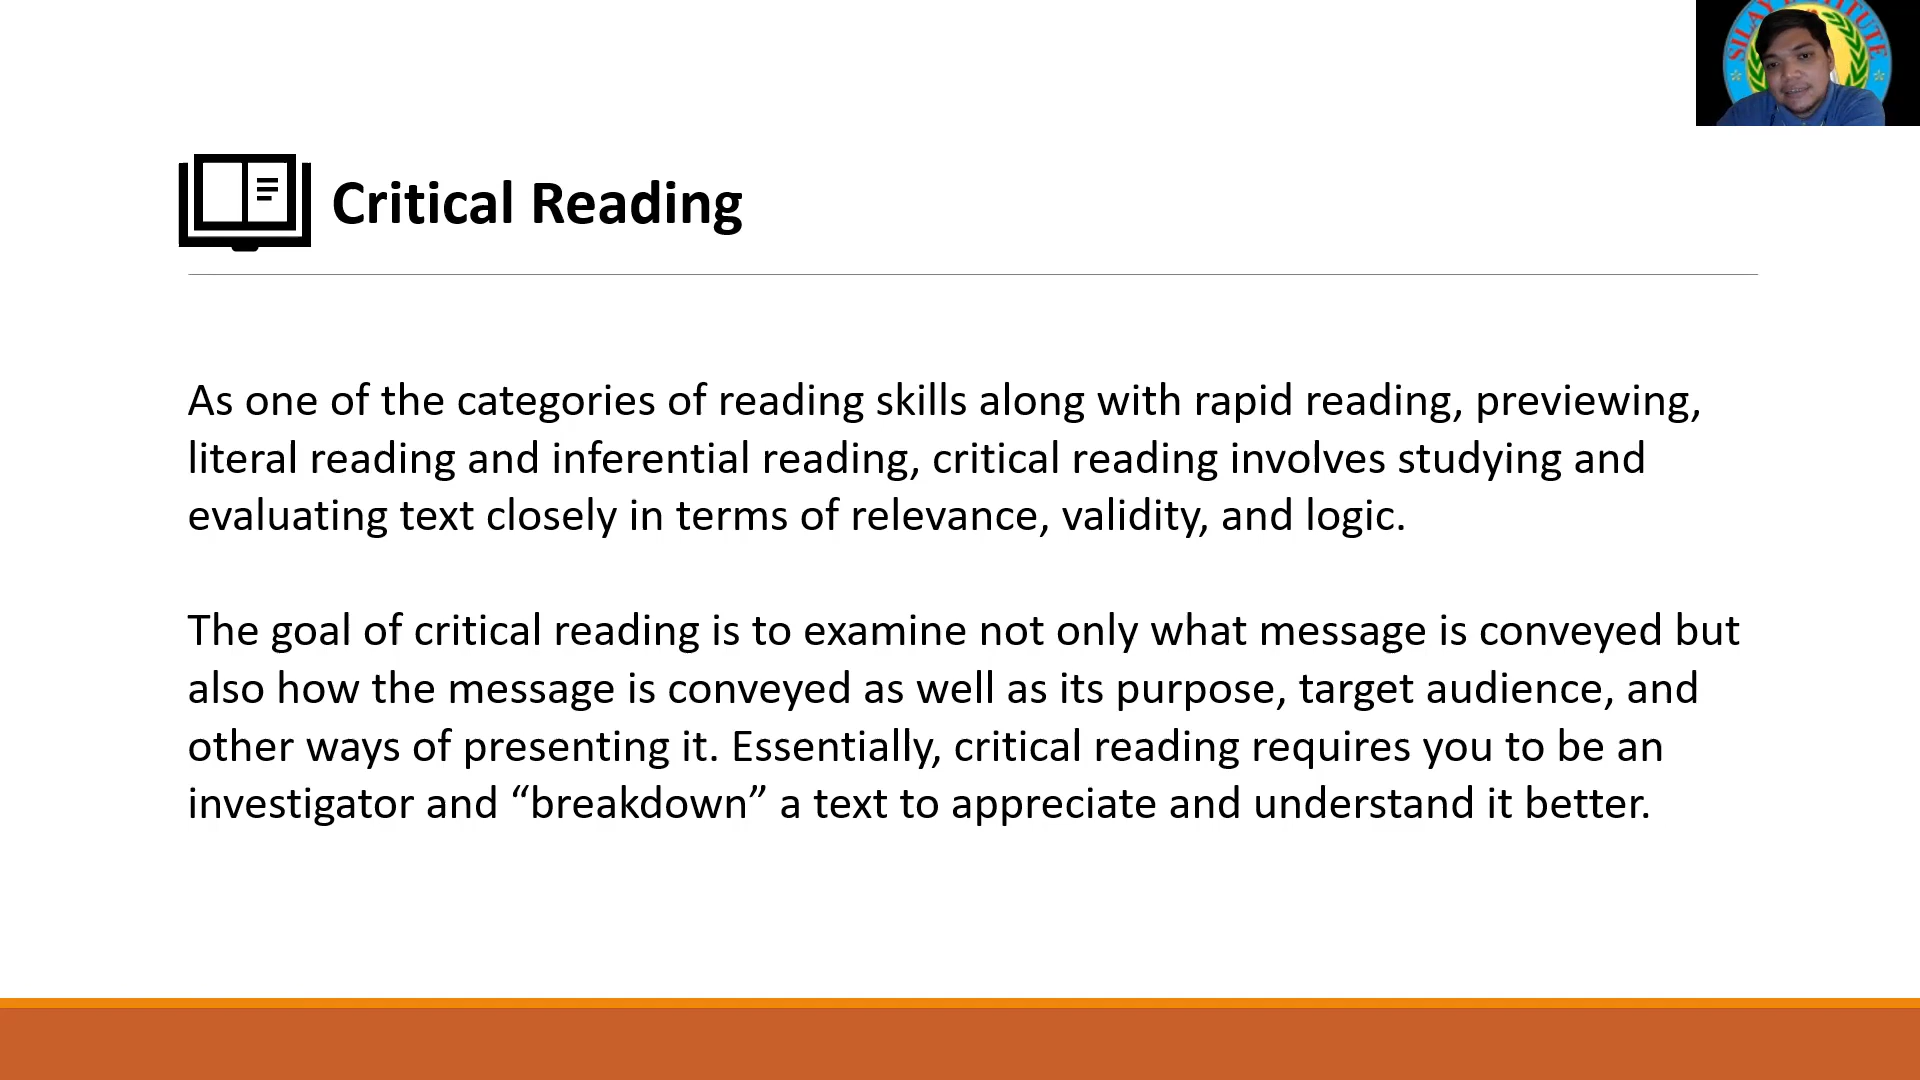 SILAY
TUTE
Critical Reading
As one of the categories of reading skills along with rapid reading, previewing,
literal reading and inferential reading, critical reading involves studying and
evaluating text closely in terms of relevance, validity, and logic.
The goal of critical reading is to examine not only what message is conveyed but
also how the message is conveyed as well as its purpose, target audience, and
other ways of presenting it. Essentially, critical reading requires you to be an
investigator and “breakdown” a text to appreciate and understand it better.